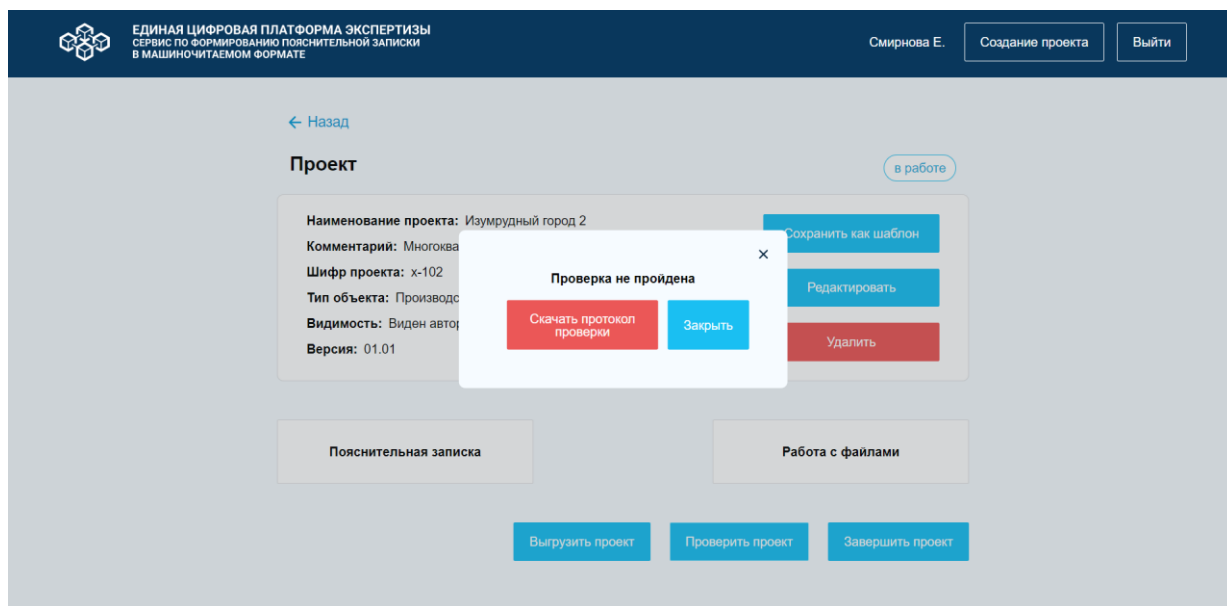 ЕДИНАЯ ЦИФРОВАЯ ПЛАТФОРМА ЭКСПЕРТИЗЫ
СЕРВИС ПО ФОРМИРОВАНИЮ ПОЯСНИТЕЛЬНОЙ ЗАПИСКИ
В МАШИНОЧИТАЕМОМ ФОРМАТЕ
Смирнова Е.
Создание проекта
Выйти
← Назад
Проект
в работе
Наименование проекта: Изумрудный город 2
Комментарий: Многоква
Шифр проекта: х-102
Тип объекта: Производс
Видимость: Виден автор
Версия: 01.01
Сохранить как шаблон
Редактировать
Удалить
×
Проверка не пройдена
Скачать протокол
проверки
Закрыть
Пояснительная записка
Работа с файлами
Выгрузить проект
Проверить проект
Завершить проект